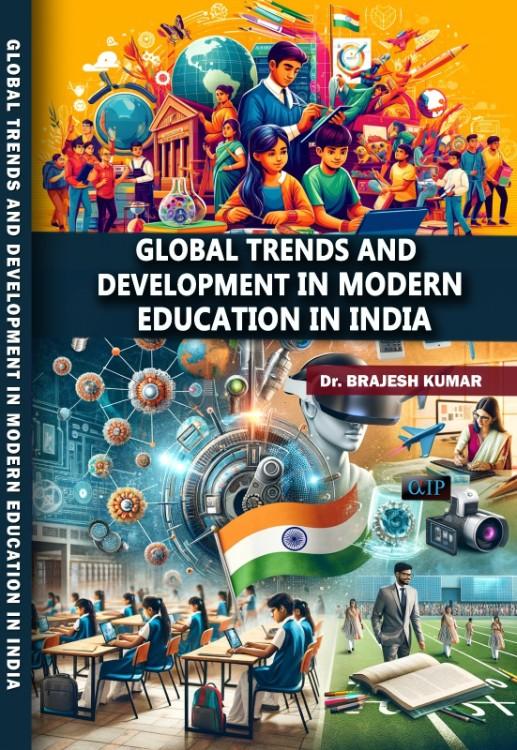 GLOBAL TRENDS AND DEVELOPMENT IN MODERN EDUCATION IN INDIA
GLOBAL TRENDS AND
DEVELOPMENT IN MODERN
EDUCATION IN INDIA
Dr. BRAJESH KUMAR